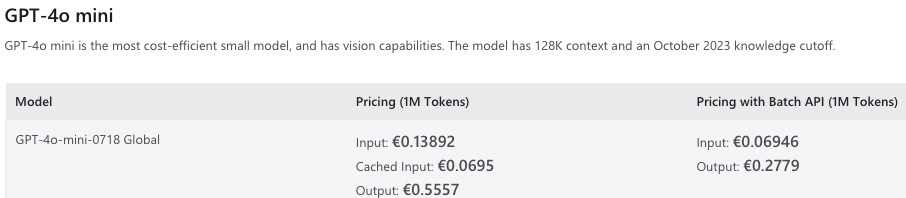 GPT-4o mini
GPT-4o mini is the most cost-efficient small model, and has vision capabilities. The model has 128K context and an October 2023 knowledge cutoff.
Model Pricing (1M Tokens) Pricing with Batch API (1M Tokens)
GPT-4o-mini-0718 Global Input: €0.13892 Input: €0.06946
Cached Input: €0.0695 Output: €0.2779
Output: €0.5557